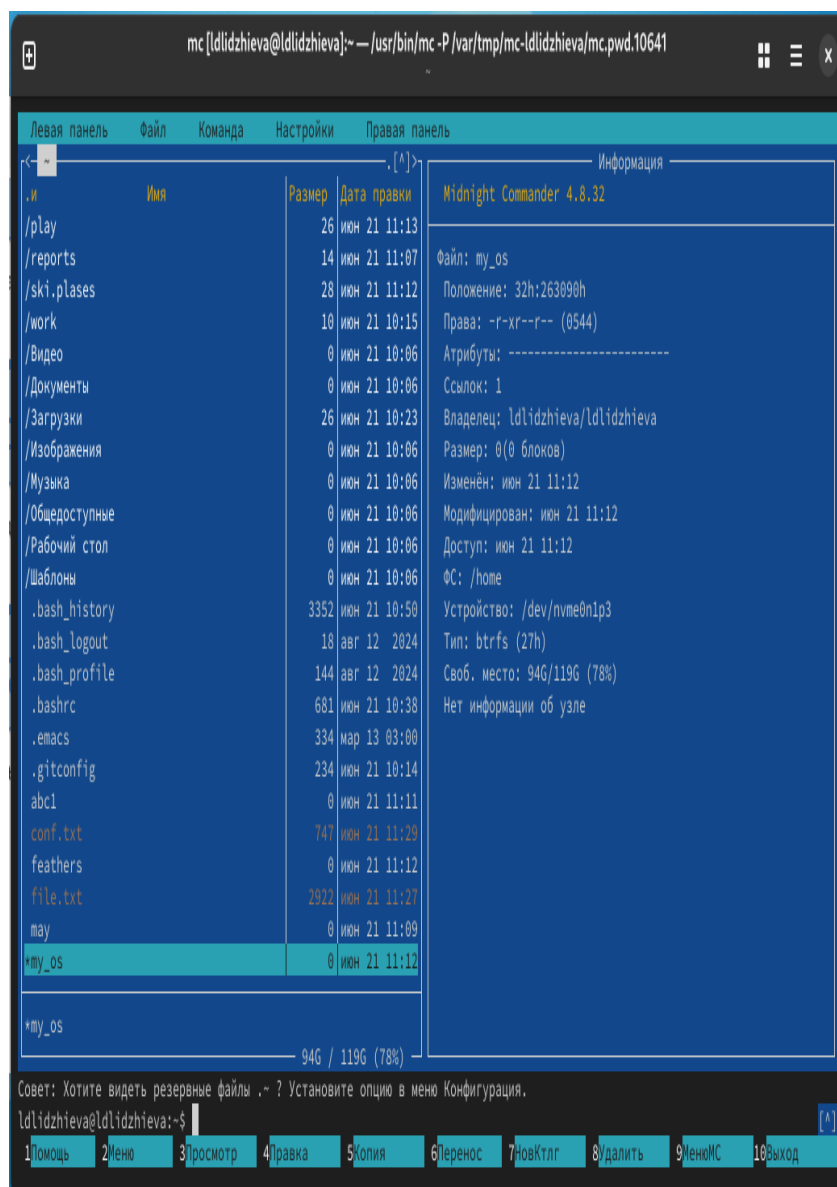 mc [ldlidzhieva@ldlidzhieva]:~ — /usr/bin/mc -P /var/tmp/mc-ldlidzhieva/mc.pwd.10641
~
Левая панель Файл Команда Настройки Правая панель
<- ~ .[^]> Информация
.и Имя Размер Дата правки Midnight Commander 4.8.32
/play 26 июн 21 11:13
/reports 14 июн 21 11:07 Файл: my_os
/ski.plases 28 июн 21 11:12 Положение: 32h:263090h
/work 10 июн 21 10:15 Права: -r-xr--r-- (0544)
/Видео 0 июн 21 10:06 Атрибуты: -------------------------
/Документы 0 июн 21 10:06 Ссылок: 1
/Загрузки 26 июн 21 10:23 Владелец: ldlidzhieva/ldlidzhieva
/Изображения 0 июн 21 10:06 Размер: 0(0 блоков)
/Музыка 0 июн 21 10:06 Изменён: июн 21 11:12
/Общедоступные 0 июн 21 10:06 Модифицирован: июн 21 11:12
/Рабочий стол 0 июн 21 10:06 Доступ: июн 21 11:12
/Шаблоны 0 июн 21 10:06 ФС: /home
.bash_history 3352 июн 21 10:50 Устройство: /dev/nvme0n1p3
.bash_logout 18 авг 12 2024 Тип: btrfs (27h)
.bash_profile 144 авг 12 2024 Своб. место: 94G/119G (78%)
.bashrc 681 июн 21 10:38 Нет информации об узле
.emacs 334 мар 13 03:00
.gitconfig 234 июн 21 10:14
abc1 0 июн 21 11:11
conf.txt 747 июн 21 11:29
feathers 0 июн 21 11:12
file.txt 2922 июн 21 11:27
may 0 июн 21 11:09
*my_os 0 июн 21 11:12
*my_os
94G / 119G (78%)
Совет: Хотите видеть резервные файлы .~ ? Установите опцию в меню Конфигурация.
ldlidzhieva@ldlidzhieva:~$ [^]
1Помощь 2Меню 3Просмотр 4Правка 5Копия 6Перенос 7НовКтлг 8Удалить 9МенюМС 10Выход